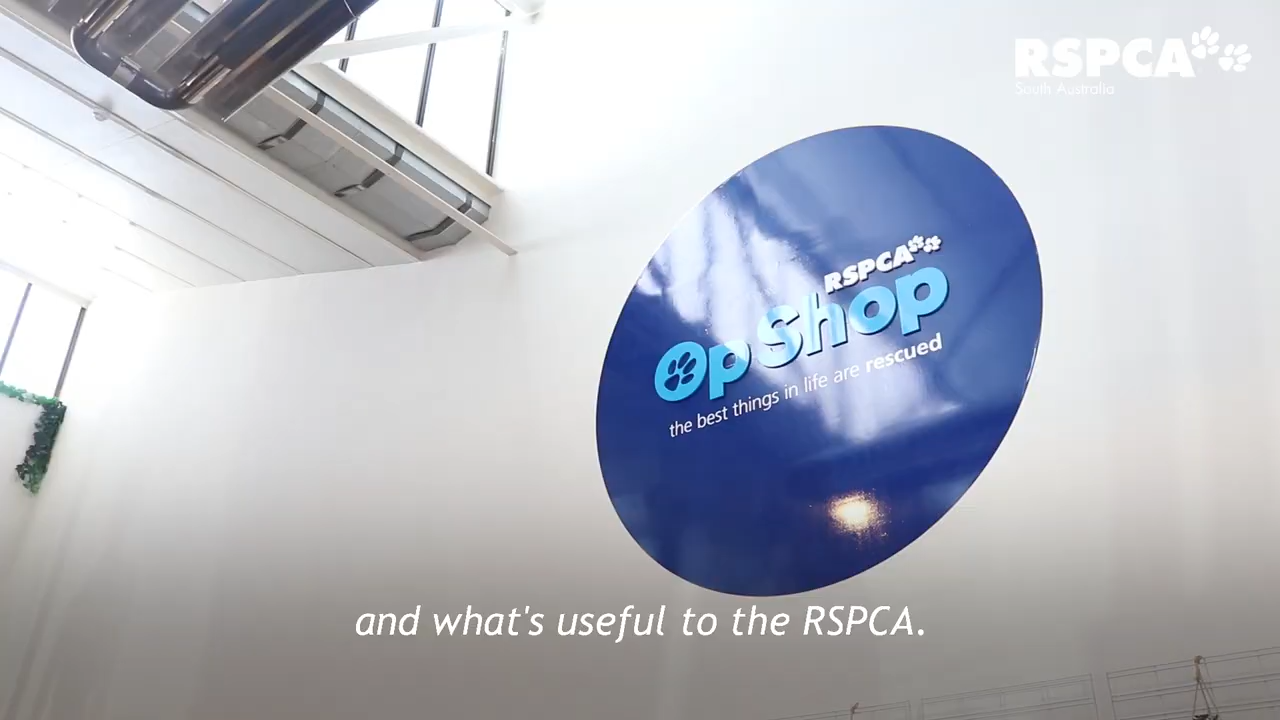 RSPCA
South Australia
RSPCA
Op Shop
the best things in life are rescued
and what's useful to the RSPCA.